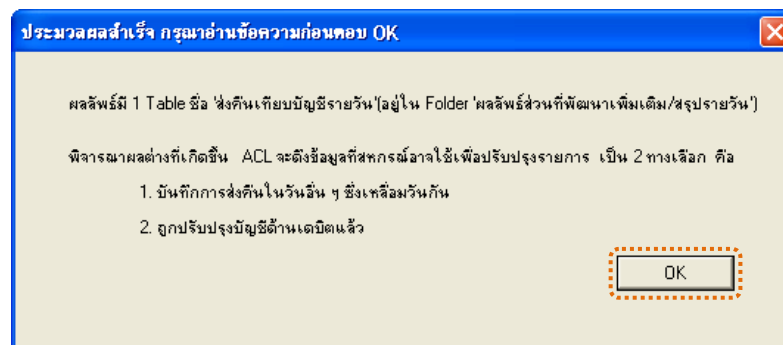 ประมวลผลสำเร็จ กรุณาอ่านข้อความก่อนตอบ OK
ผลลัพธ์มี 1 Table ชื่อ 'ส่งคืนเทียบบัญชีรายวัน'(อยู่ใน Folder 'ผลลัพธ์ส่วนที่พัฒนาเพิ่มเติม/สรุปรายวัน')
พิจารณาผลต่างที่เกิดขึ้น ACL จะดึงข้อมูลที่สหกรณ์อาจใช้เพื่อปรับปรุงรายการ เป็น 2 ทางเลือก คือ
1. บันทึกการส่งคืนในวันอื่น ๆ ซึ่งเหลื่อมวันกัน
2. ถูกปรับปรุงบัญชีด้านเดบิตแล้ว
OK